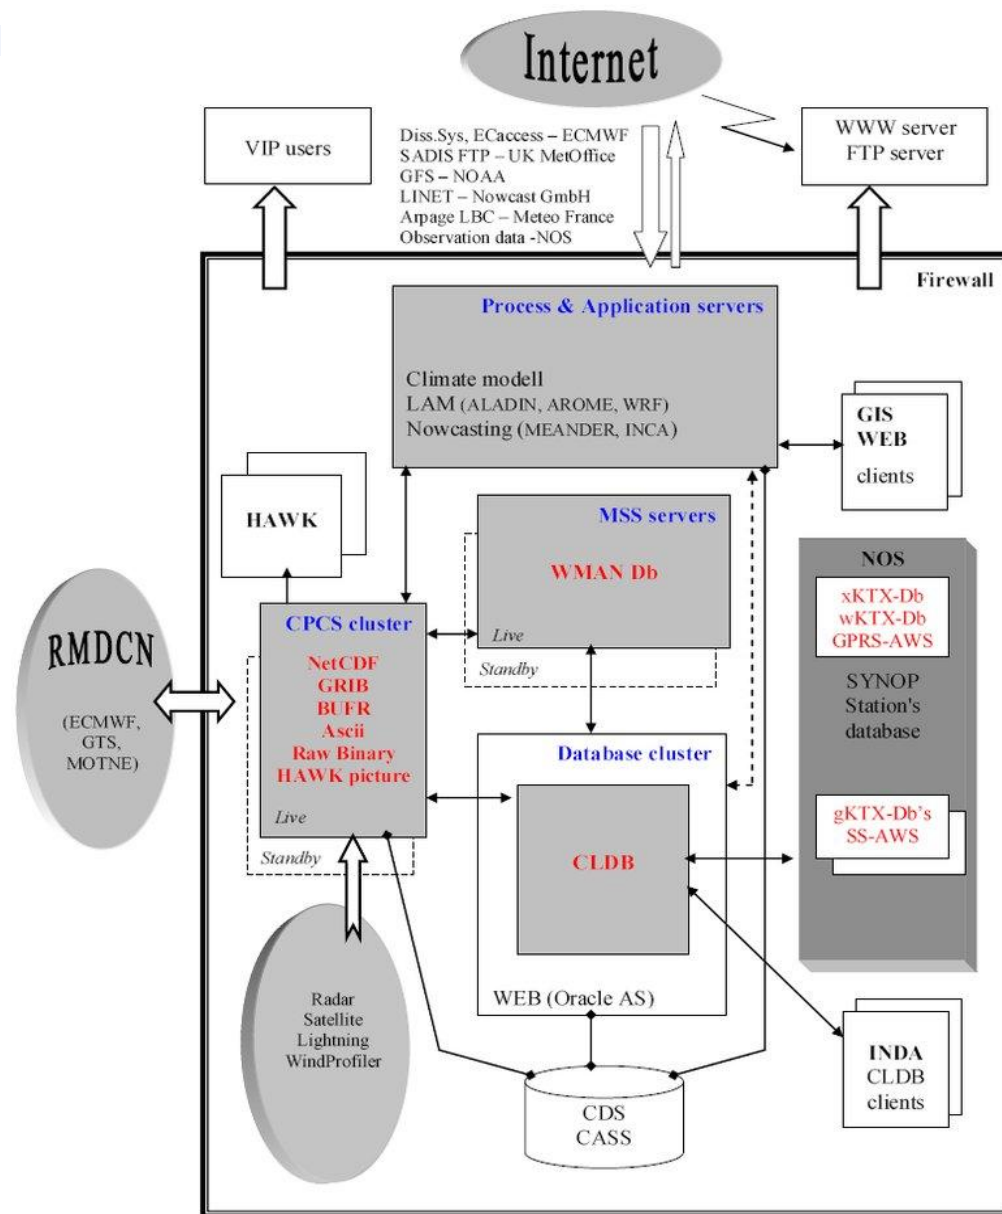 Internet
VIP users
Diss.Sys, ECaccess – ECMWF
SADIS FTP – UK MetOffice
GFS – NOAA
LINET – Nowcast GmbH
Arpage LBC – Meteo France
Observation data -NOS
WWW server
FTP server
Firewall
Process & Application servers
Climate modell
LAM (ALADIN, AROME, WRF)
Nowcasting (MEANDER, INCA)
GIS
WEB
clients
HAWK
MSS servers
WMAN Db
Live
Standby
NOS
xKTX-Db
wKTX-Db
GPRS-AWS
SYNOP
Station's
database
gKTX-Db's
SS-AWS
RMDCN
(ECMWF,
GTS,
MOTNE)
CPCS cluster
NetCDF
GRIB
BUFR
Ascii
Raw Binary
HAWK picture
Live
Standby
Database cluster
CLDB
WEB (Oracle AS)
Radar
Satellite
Lightning
WindProfiler
CDS
CASS
INDA
CLDB
clients